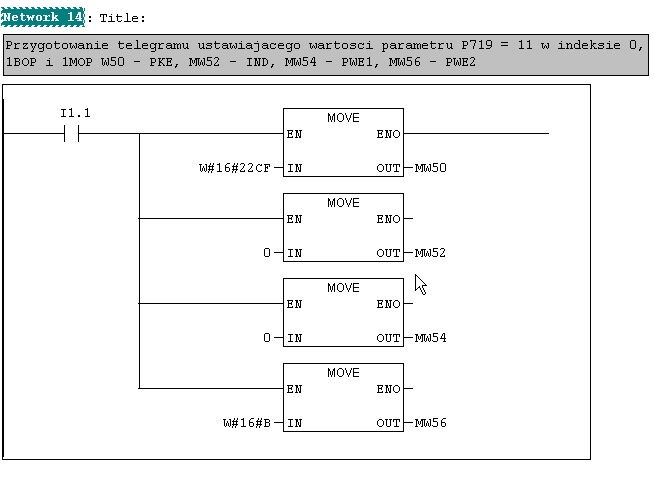 Network 14: Title:
Przygotowanie telegramu ustawiajacego wartosci parametru P719 = 11 w indeksie 0,
1BOP i 1MOP W50 - PKE, MW52 - IND, MW54 - PWE1, MW56 - PWE2
I1.1
MOVE
EN ENO
W#16#22CF IN OUT MW50
MOVE
EN ENO
0 IN OUT MW52
MOVE
EN ENO
0 IN OUT MW54
MOVE
EN ENO
W#16#B IN OUT MW56